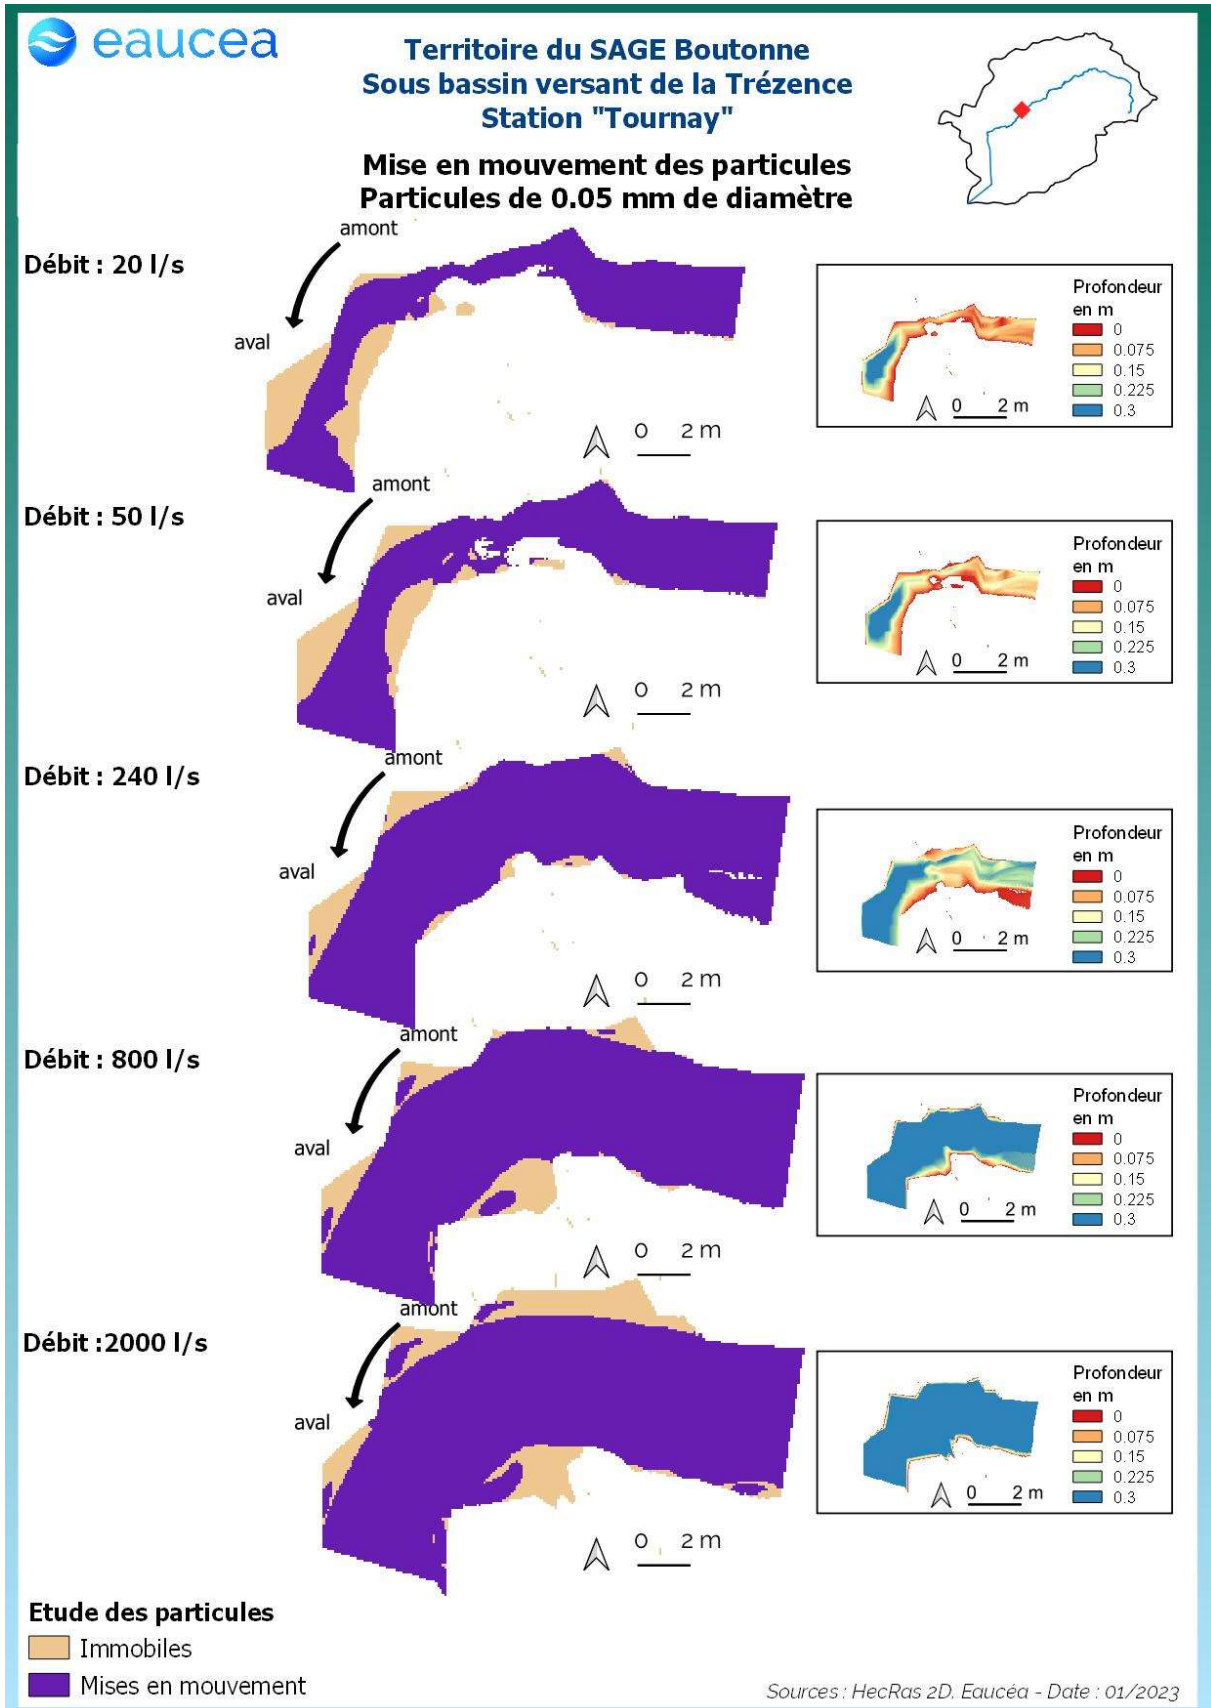 eaucea
Territoire du SAGE Boutonne
Sous bassin versant de la Trézence
Station "Tournay"
Mise en mouvement des particules
Particules de 0.05 mm de diamètre
Débit : 20 l/s
amont
aval
0 2 m
Profondeur
en m
0
0.075
0.15
0.225
0.3
0 2 m
Débit : 50 l/s
amont
aval
0 2 m
Profondeur
en m
0
0.075
0.15
0.225
0.3
0 2 m
Débit : 240 l/s
amont
aval
0 2 m
Profondeur
en m
0
0.075
0.15
0.225
0.3
0 2 m
Débit : 800 l/s
amont
aval
0 2 m
Profondeur
en m
0
0.075
0.15
0.225
0.3
0 2 m
Débit :2000 l/s
amont
aval
0 2 m
Profondeur
en m
0
0.075
0.15
0.225
0.3
0 2 m
Etude des particules
Immobiles
Mises en mouvement
Sources : HecRas 2D. Eaucéa - Date : 01/2023